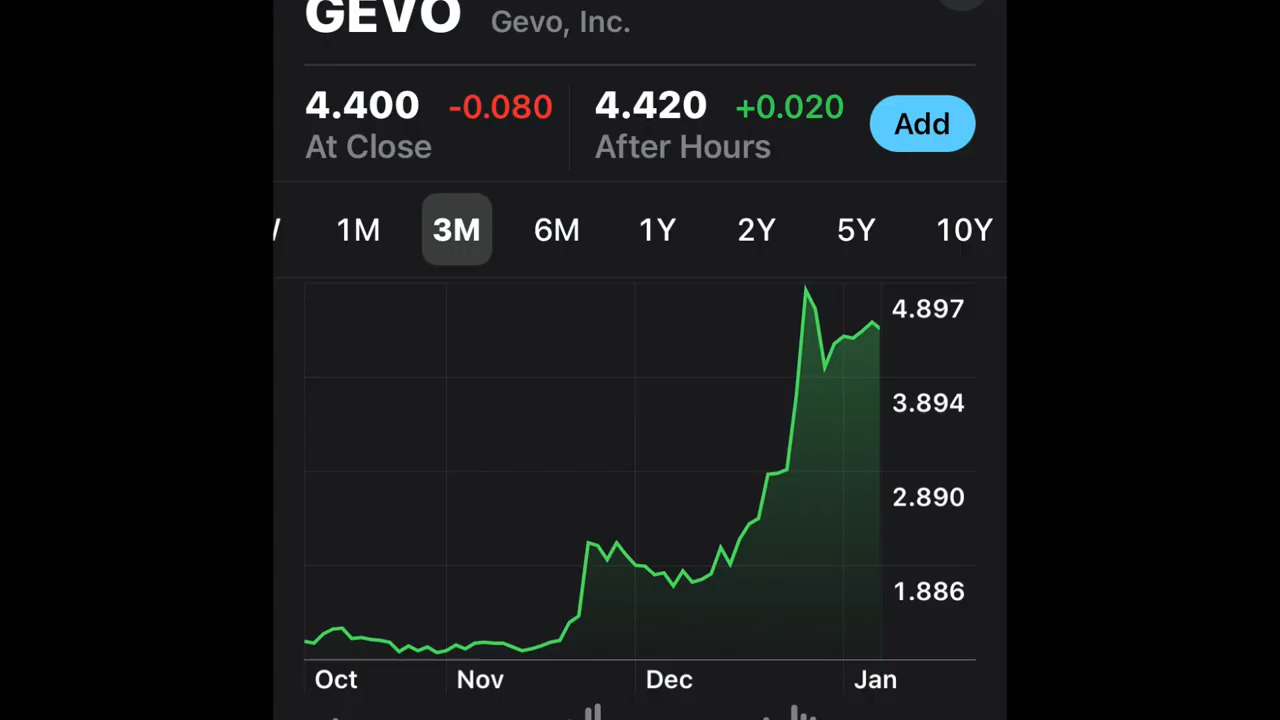 GEVO Gevo, Inc.
4.400 -0.080 4.420 +0.020 Add
At Close After Hours
1M 3M 6M 1Y 2Y 5Y 10Y
4.897
3.894
2.890
1.886
Oct Nov Dec Jan